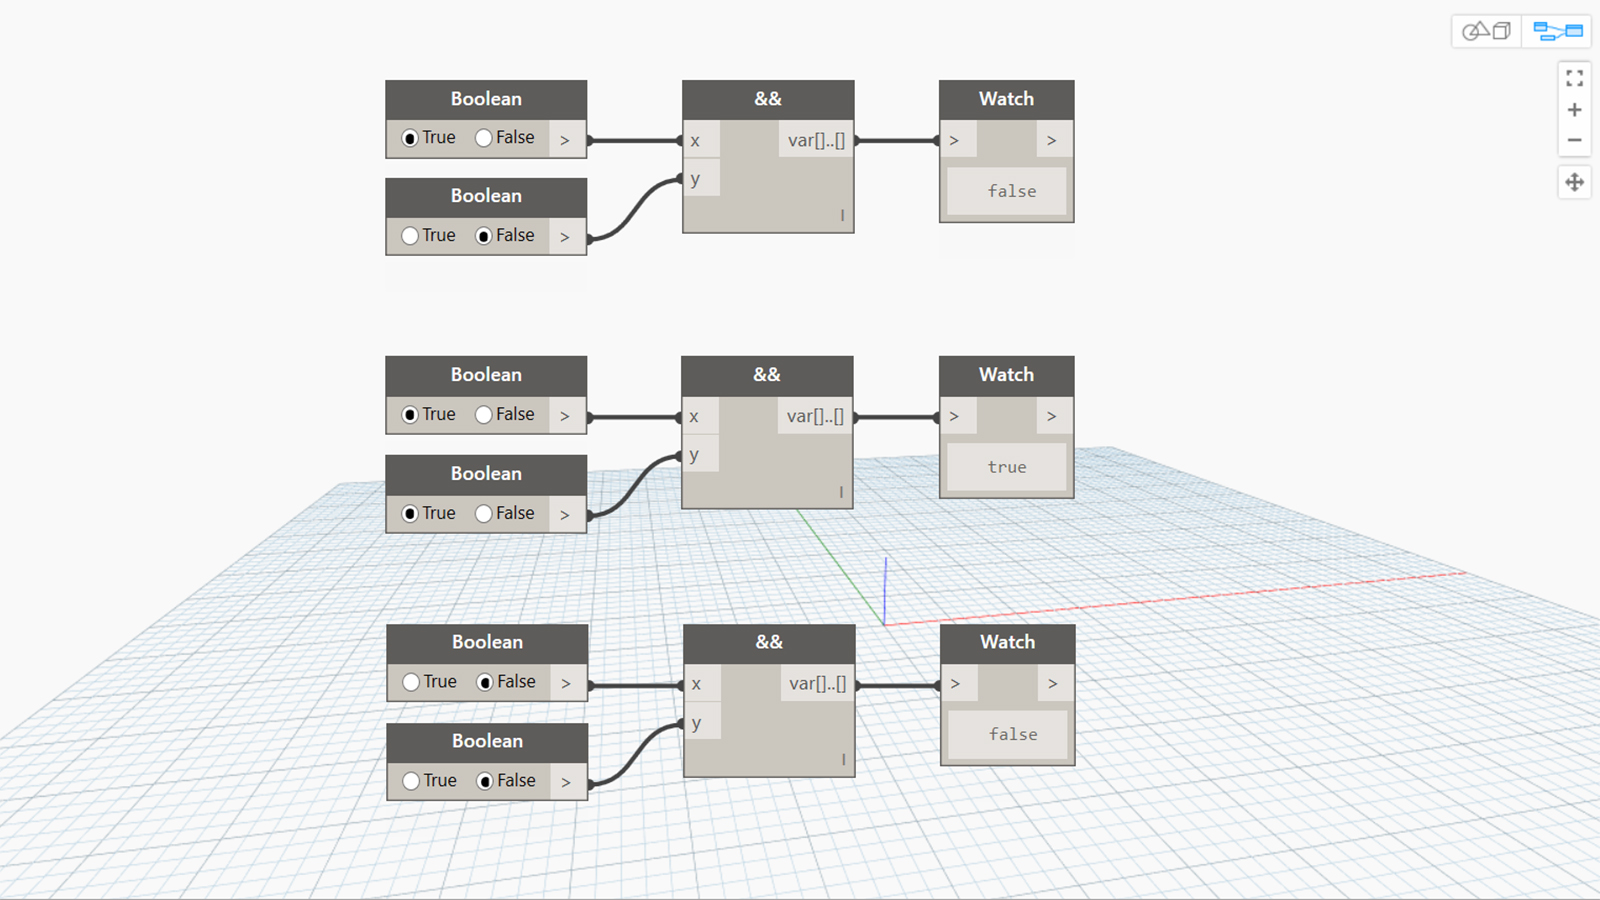 Boolean && Watch
True False > x var[]..[] > >
y
Boolean false
True False > l
Boolean && Watch
True False > x var[]..[] > >
y
Boolean true
True False > l
Boolean && Watch
True False > x var[]..[] > >
y
Boolean false
True False > l